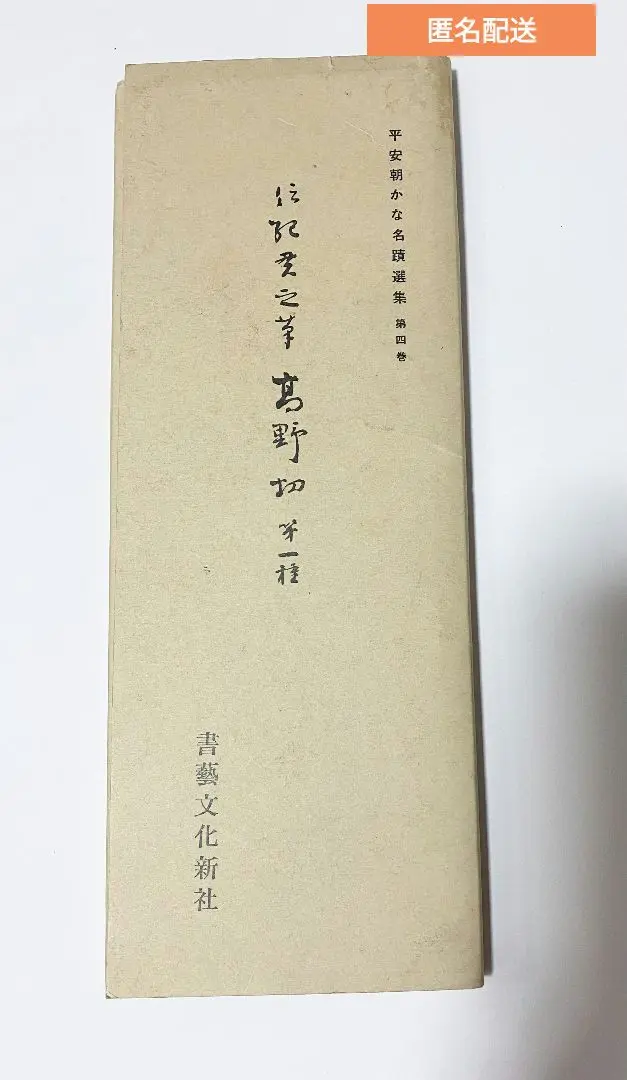 匿名配送
平安朝かな名蹟選集 第四巻
伝紀貫之筆 高野切 第一種
書藝文化新社